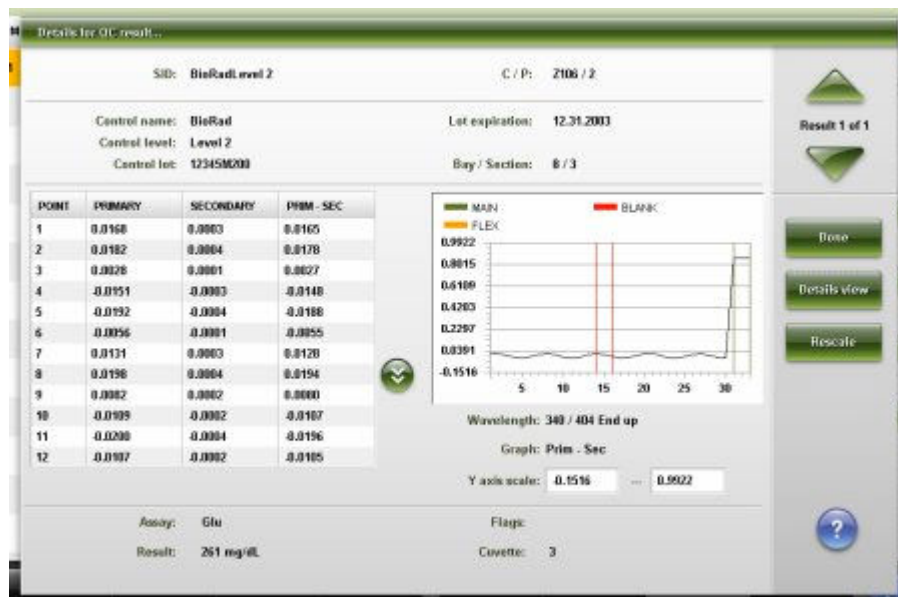 Details for QC result...
SID: BioRadLevel 2
C / P: Z106 / 2
Control name: BioRad
Lot expiration: 12.31.2003
Control level: Level 2
Control lot: 12345M200
Bay / Section: 8 / 3
Result 1 of 1
POINT PRIMARY SECONDARY PRIM - SEC
1 0.0168 0.0003 0.0165
2 0.0182 0.0004 0.0178
3 0.0028 0.0001 0.0027
4 -0.0151 -0.0003 -0.0148
5 -0.0192 -0.0004 -0.0188
6 -0.0056 -0.0001 -0.0055
7 0.0131 0.0003 0.0128
8 0.0198 0.0004 0.0194
9 0.0082 0.0002 0.0080
10 -0.0109 -0.0002 -0.0107
11 -0.0200 -0.0004 -0.0196
12 -0.0107 -0.0002 -0.0105
MAIN BLANK
FLEX
0.9922
0.8015
0.6109
0.4203
0.2297
0.0391
-0.1516
5 10 15 20 25 30
Wavelength: 340 / 404 End up
Graph: Prim - Sec
Y axis scale: -0.1516 ... 0.9922
Done
Details view
Rescale
Assay: Glu
Flags:
Result: 261 mg/dL
Cuvette: 3
?